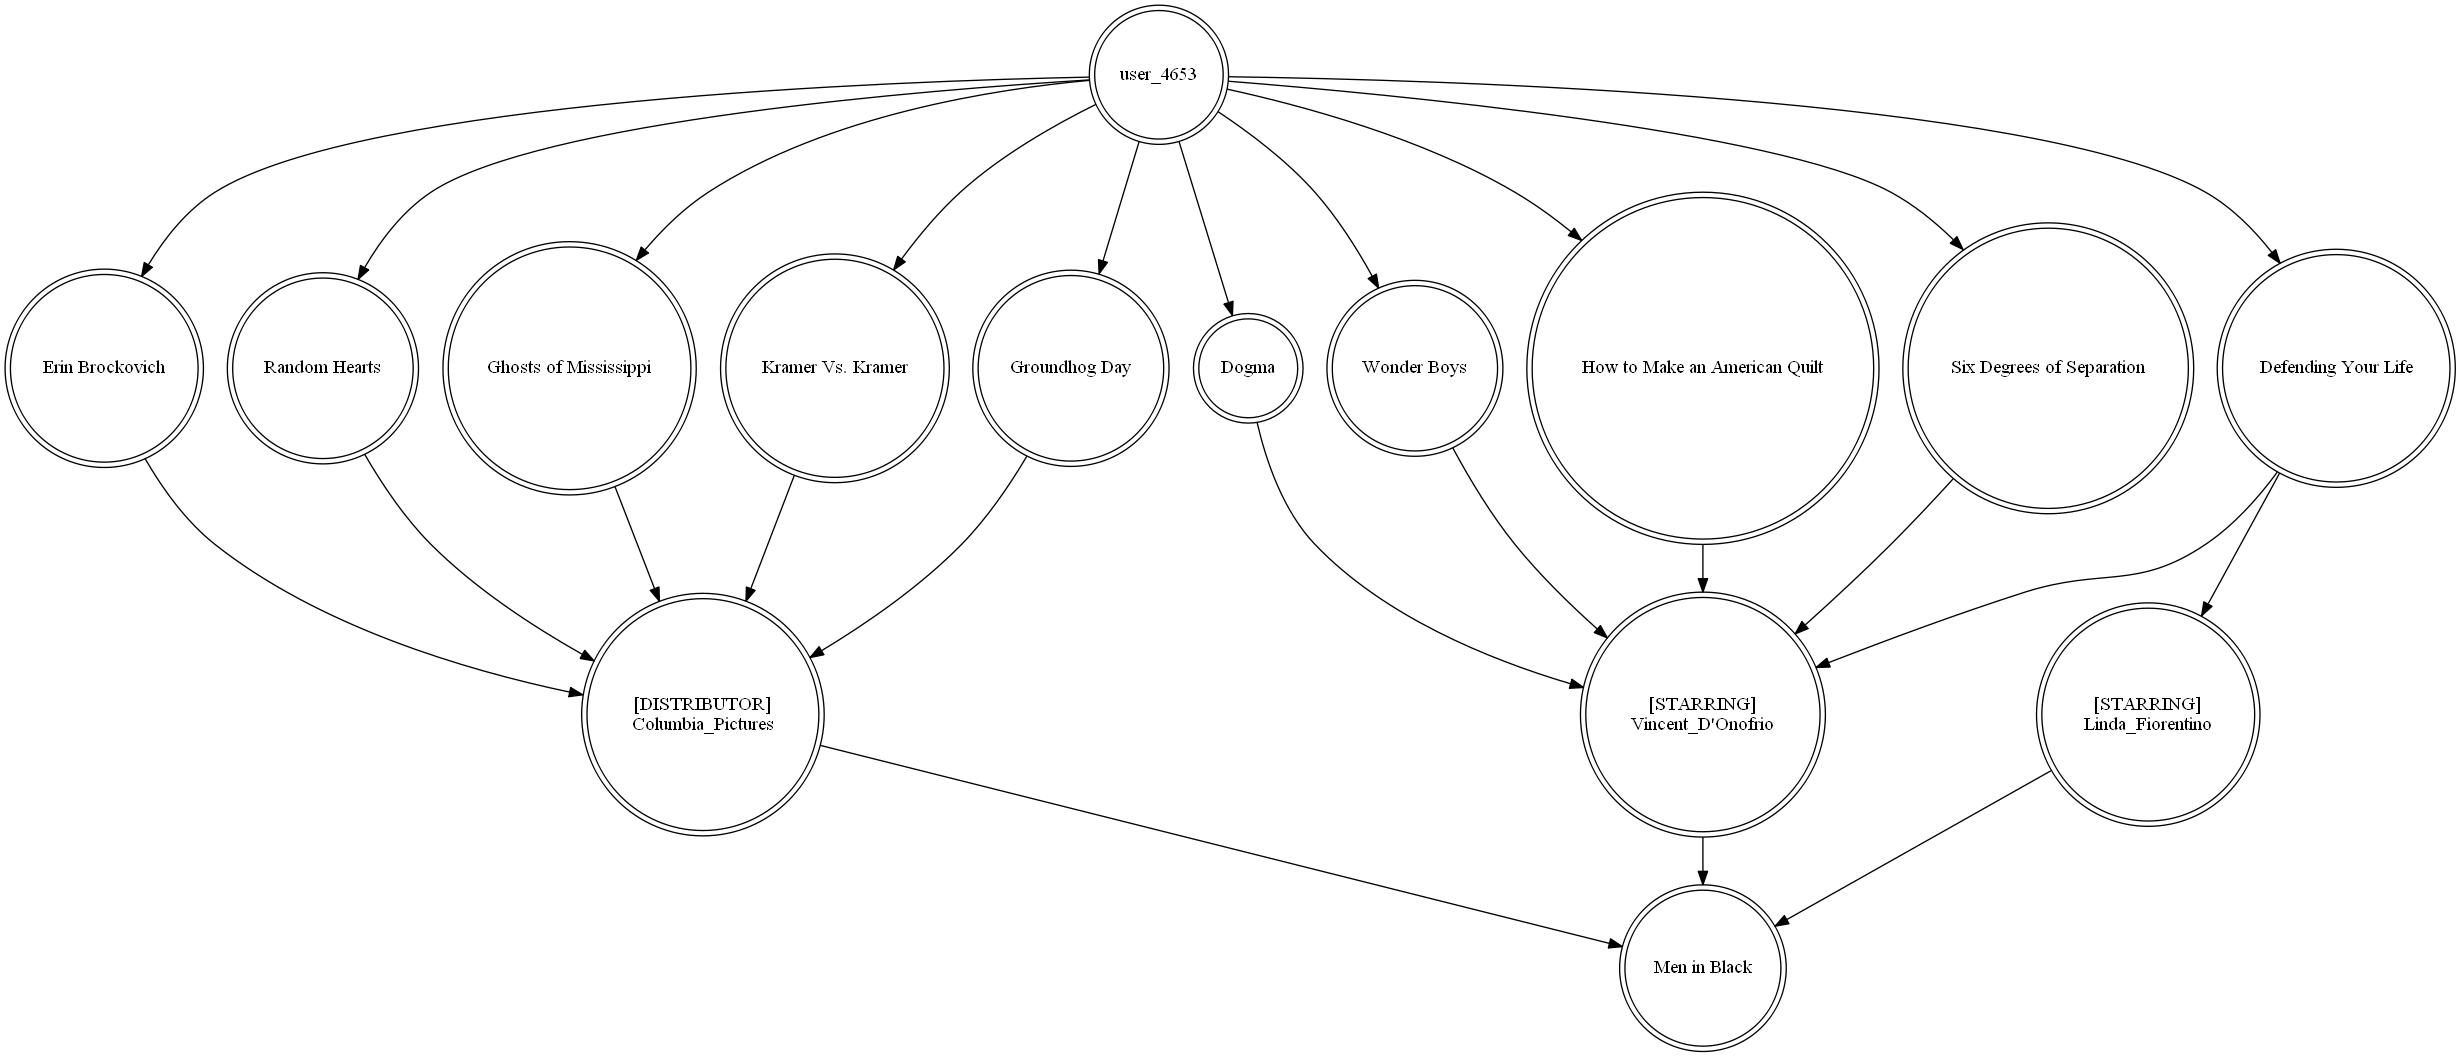 user_4653
Erin Brockovich
Random Hearts
Ghosts of Mississippi
Kramer Vs. Kramer
Groundhog Day
Dogma
Wonder Boys
How to Make an American Quilt
Six Degrees of Separation
Defending Your Life
[DISTRIBUTOR]
Columbia_Pictures
[STARRING]
Vincent_D'Onofrio
[STARRING]
Linda_Fiorentino
Men in Black